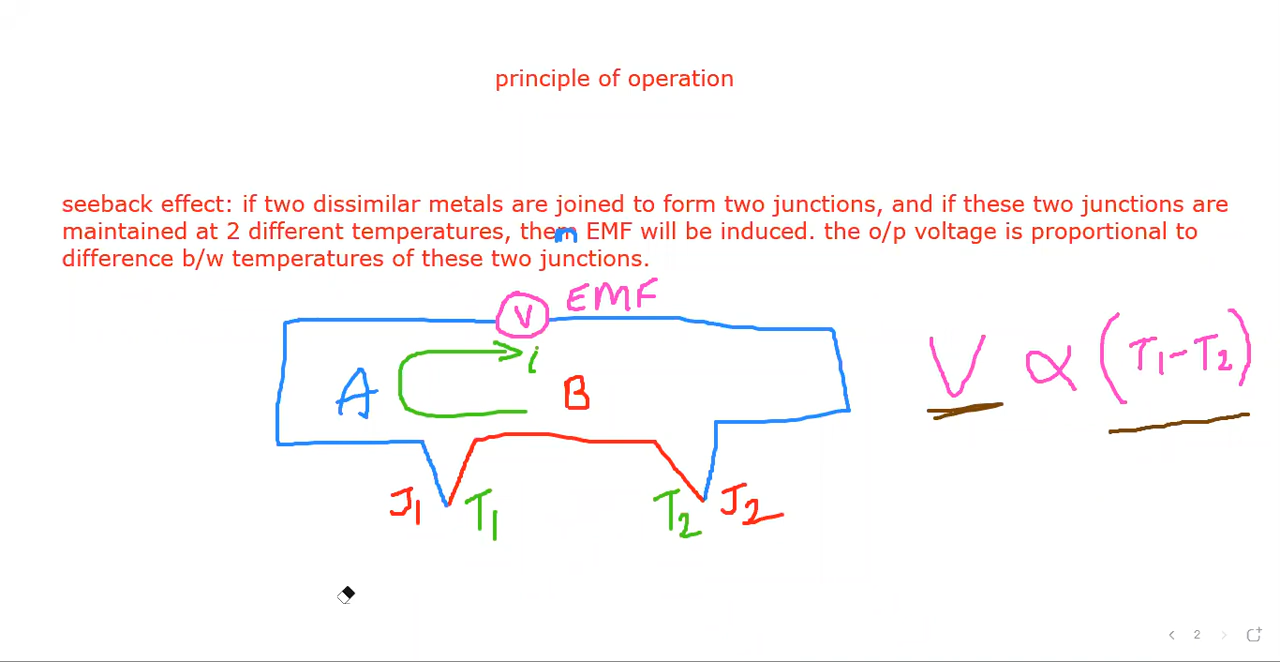 principle of operation
seeback effect: if two dissimilar metals are joined to form two junctions, and if these two junctions are
maintained at 2 different temperatures, then EMF will be induced. the o/p voltage is proportional to
difference b/w temperatures of these two junctions.
V EMF
i
A B
V ∝ (T₁-T₂)
J₁ T₁ T₂ J₂
2